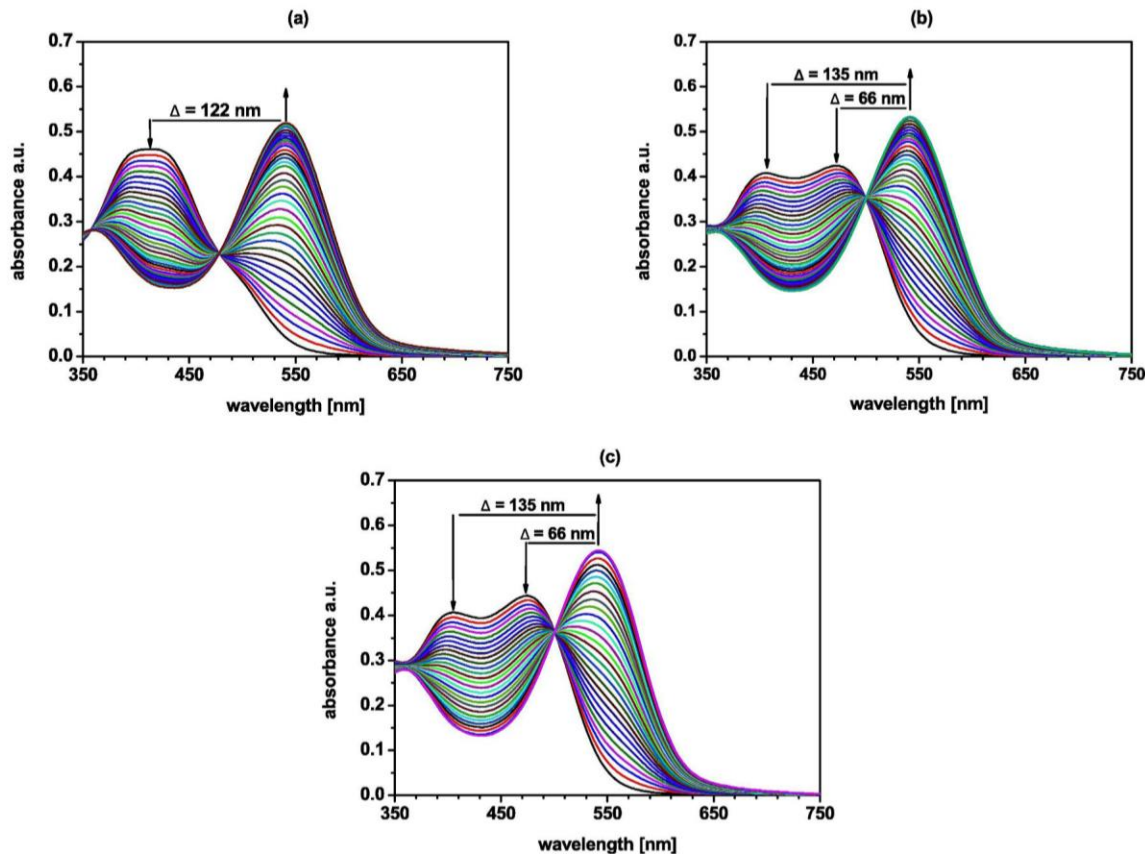 (a)
0.7
0.6
0.5
0.4
0.3
0.2
0.1
0.0
absorbance a.u.
Δ = 122 nm
350 450 550 650 750
wavelength [nm]
(b)
0.7
0.6
0.5
0.4
0.3
0.2
0.1
0.0
absorbance a.u.
Δ = 135 nm
Δ = 66 nm
350 450 550 650 750
wavelength [nm]
(c)
0.7
0.6
0.5
0.4
0.3
0.2
0.1
0.0
absorbance a.u.
Δ = 135 nm
Δ = 66 nm
350 450 550 650 750
wavelength [nm]